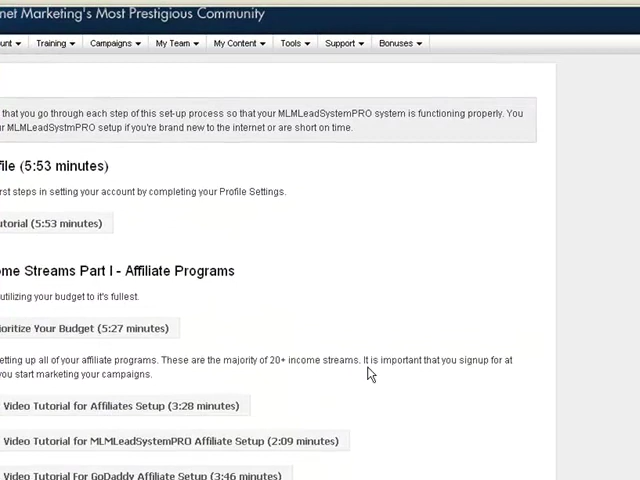 net Marketing's Most Prestigious Community
unt Training Campaigns My Team My Content Tools Support Bonuses
that you go through each step of this set-up process so that your MLMLeadSystemPRO system is functioning properly. You
r MLMLeadSystmPRO setup if you're brand new to the internet or are short on time.
file (5:53 minutes)
rst steps in setting your account by completing your Profile Settings.
utorial (5:53 minutes)
ome Streams Part I - Affiliate Programs
utilizing your budget to it's fullest.
ioritize Your Budget (5:27 minutes)
etting up all of your affiliate programs. These are the majority of 20+ income streams. It is important that you signup for at
you start marketing your campaigns.
Video Tutorial for Affiliates Setup (3:28 minutes)
Video Tutorial for MLMLeadSystemPRO Affiliate Setup (2:09 minutes)
Video Tutorial For GoDaddy Affiliate Setup (3:46 minutes)